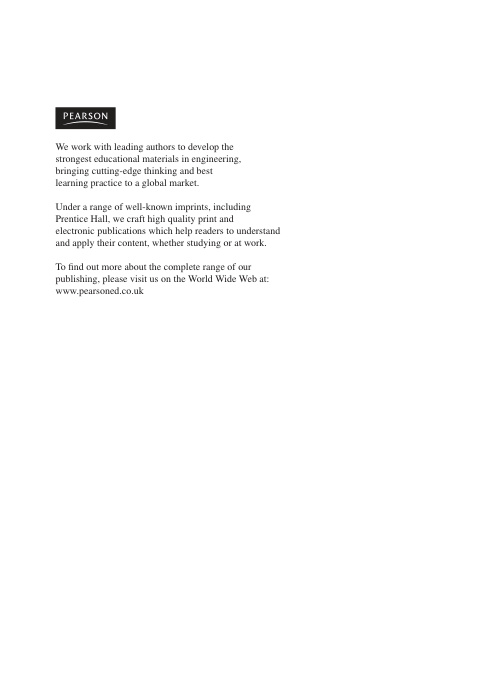 PEARSON
We work with leading authors to develop the
strongest educational materials in engineering,
bringing cutting-edge thinking and best
learning practice to a global market.
Under a range of well-known imprints, including
Prentice Hall, we craft high quality print and
electronic publications which help readers to understand
and apply their content, whether studying or at work.
To find out more about the complete range of our
publishing, please visit us on the World Wide Web at:
www.pearsoned.co.uk